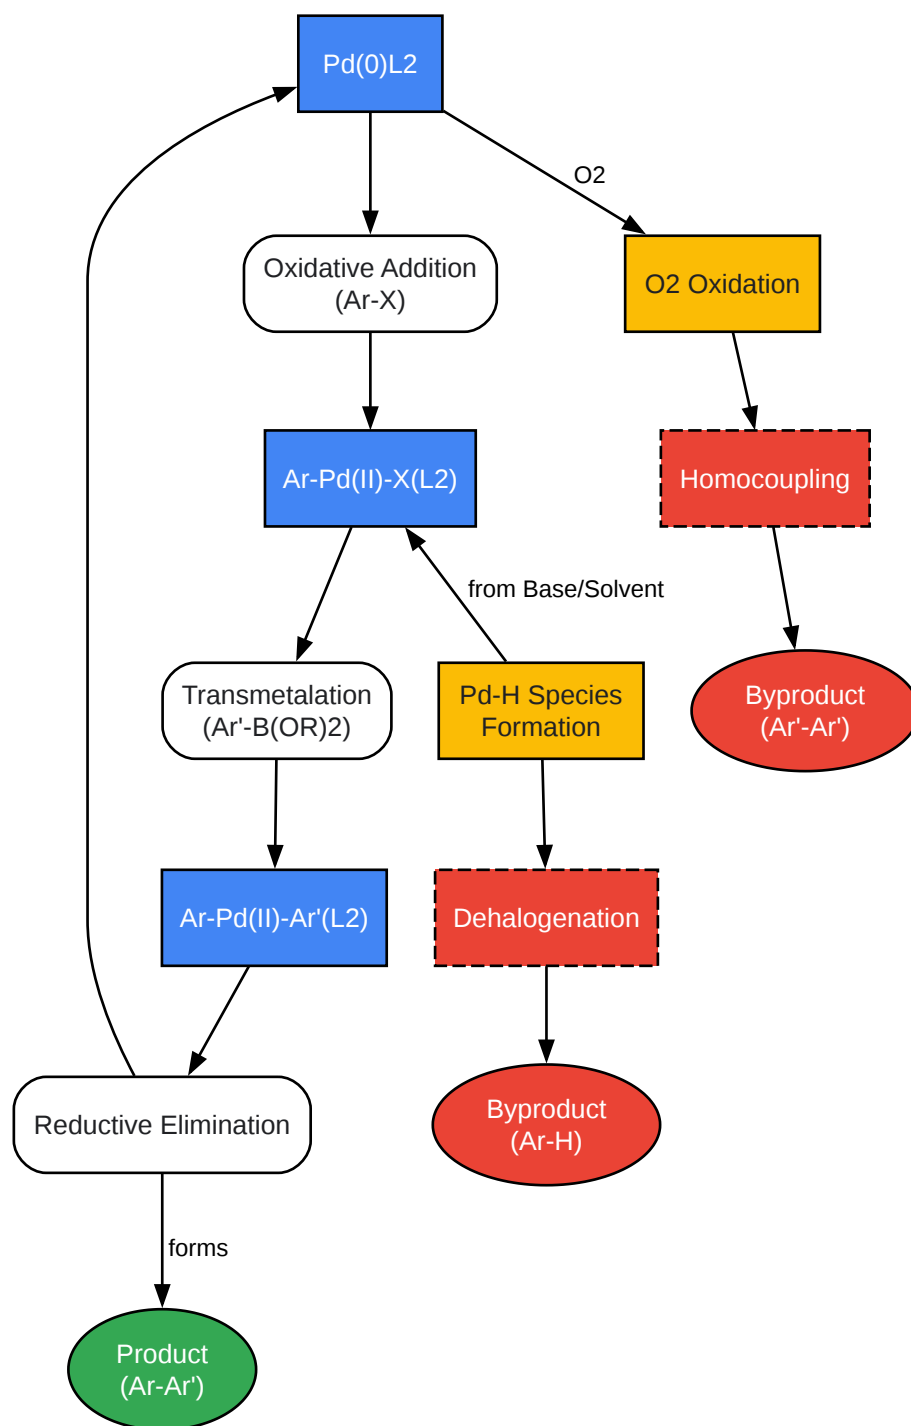 Pd(0)L2
O2
Oxidative Addition
(Ar-X)
O2 Oxidation
Ar-Pd(II)-X(L2)
Homocoupling
from Base/Solvent
Transmetalation
(Ar'-B(OR)2)
Pd-H Species
Formation
Byproduct
(Ar'-Ar')
Ar-Pd(II)-Ar'(L2)
Dehalogenation
Reductive Elimination
Byproduct
(Ar-H)
forms
Product
(Ar-Ar')